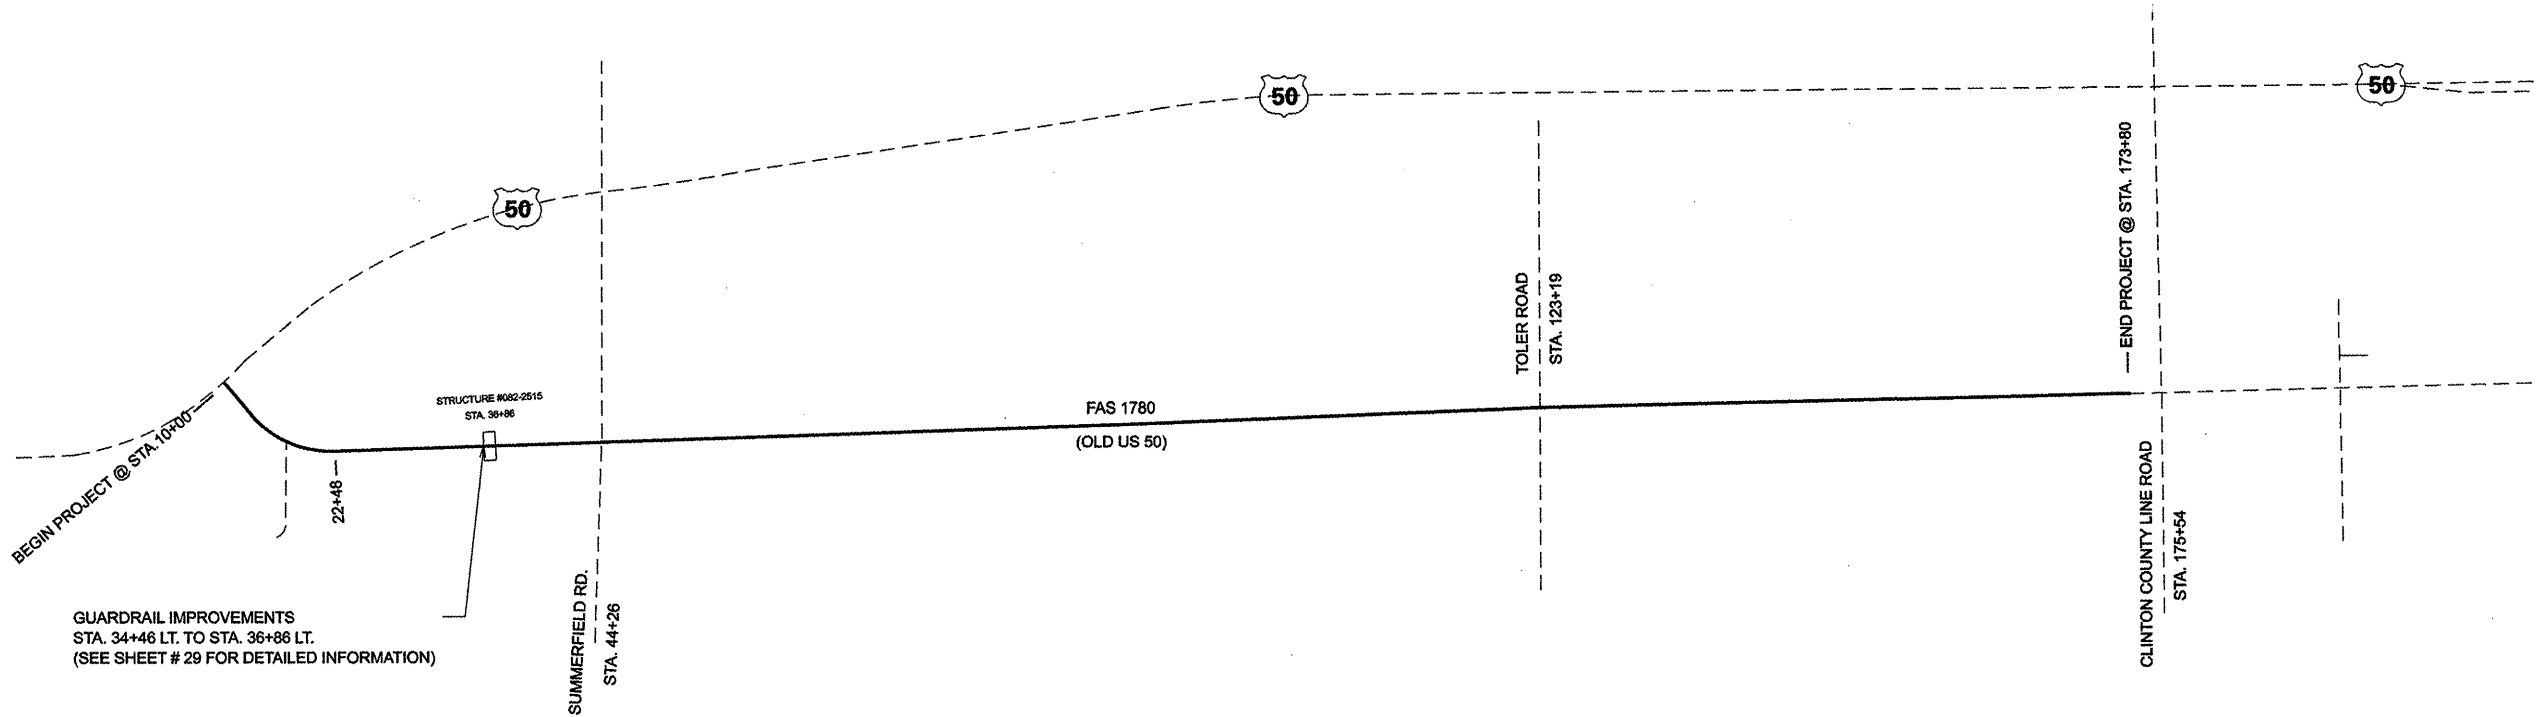 50
50
50
BEGIN PROJECT @ STA. 10+00
22+48
STRUCTURE #082-2515
STA. 36+86
GUARDRAIL IMPROVEMENTS
STA. 34+46 LT. TO STA. 36+86 LT.
(SEE SHEET # 29 FOR DETAILED INFORMATION)
SUMMERFIELD RD.
STA. 44+26
FAS 1780
(OLD US 50)
TOLER ROAD
STA. 123+19
END PROJECT @ STA. 173+80
CLINTON COUNTY LINE ROAD
STA. 175+54